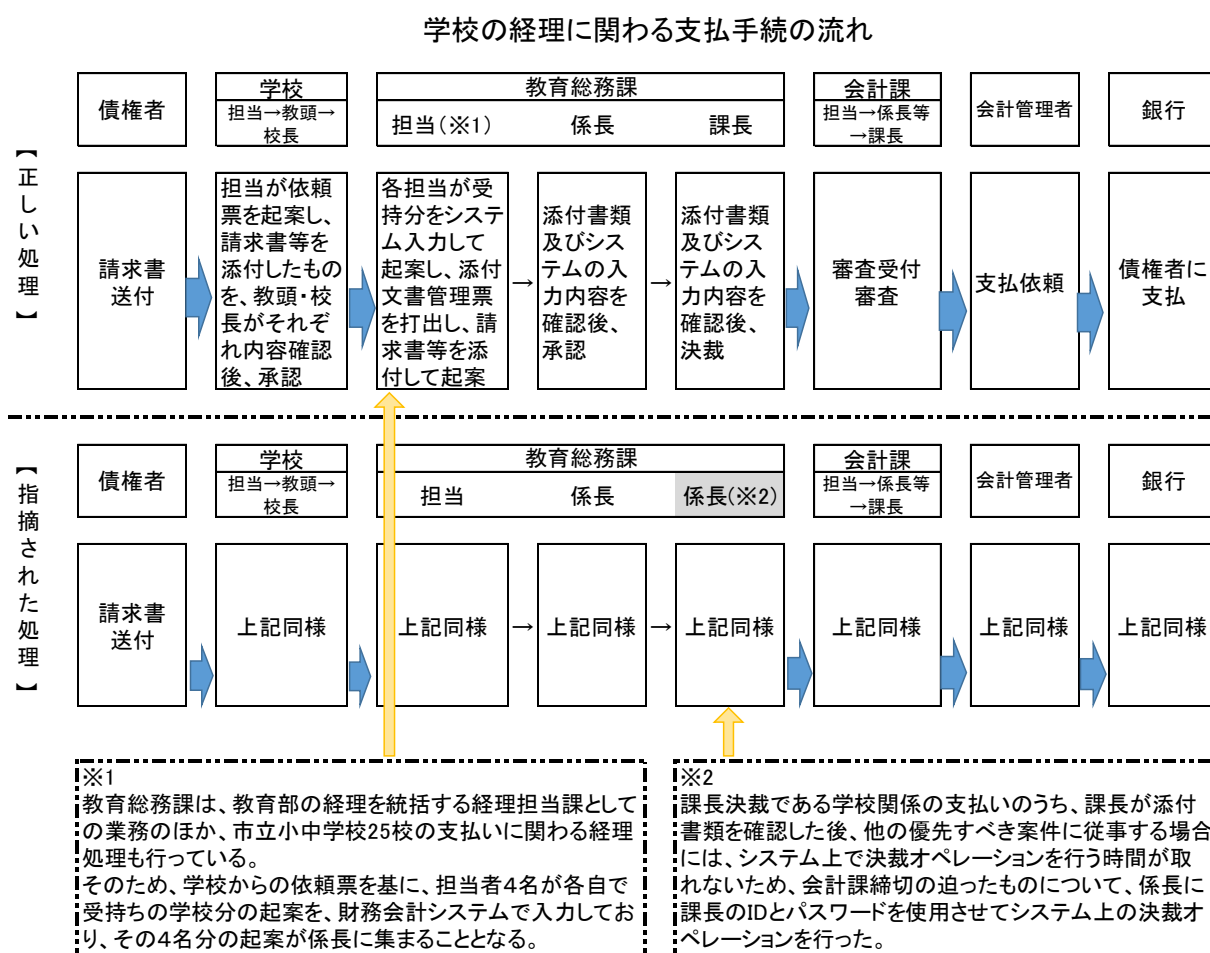 学校の経理に関わる支払手続の流れ
【正しい処理】
債権者
学校
担当→教頭→
校長
教育総務課
担当(※1)
係長
課長
会計課
担当→係長等
→課長
会計管理者
銀行
請求書
送付
担当が依頼
票を起案し、
請求書等を
添付したもの
を、教頭・校
長がそれぞ
れ内容確認
後、承認
各担当が受
持分をシステ
ム入力して
起案し、添付
文書管理票
を打出し、請
求書等を添
付して起案
→
添付書類
及びシス
テムの入
力内容を
確認後、
承認
→
添付書類
及びシス
テムの入
力内容を
確認後、
決裁
審査受付
審査
支払依頼
債権者に
支払
【指摘された処理】
債権者
学校
担当→教頭→
校長
教育総務課
担当
係長
係長(※2)
会計課
担当→係長等
→課長
会計管理者
銀行
請求書
送付
上記同様
上記同様
→
上記同様
→
上記同様
上記同様
上記同様
上記同様
※1
教育総務課は、教育部の経理を統括する経理担当課として
の業務のほか、市立小中学校25校の支払いに関わる経理
処理も行っている。
そのため、学校からの依頼票を基に、担当者4名が各自で
受持ちの学校分の起案を、財務会計システムで入力してお
り、その4名分の起案が係長に集まることとなる。
※2
課長決裁である学校関係の支払いのうち、課長が添付
書類を確認した後、他の優先すべき案件に従事する場合
には、システム上で決裁オペレーションを行う時間が取
れないため、会計課締切の迫ったものについて、係長に
課長のIDとパスワードを使用させてシステム上の決裁オ
ペレーションを行った。